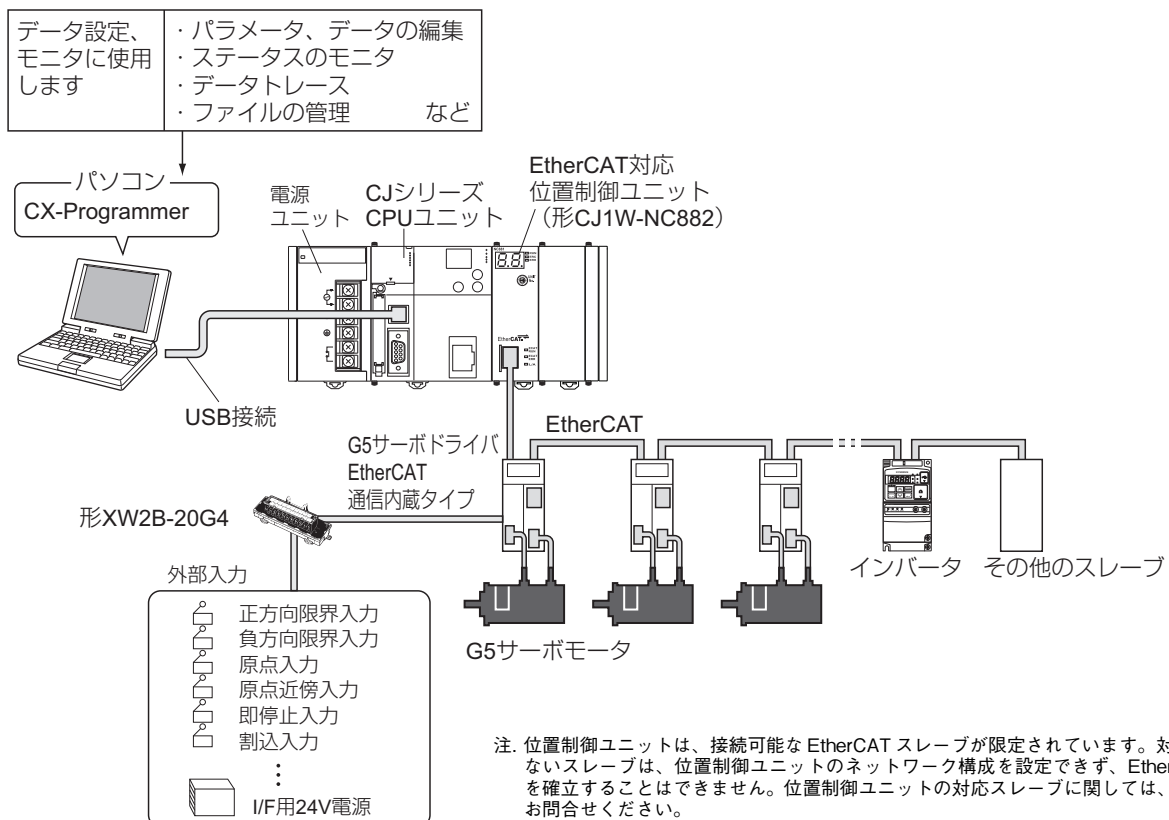 データ設定、
モニタに使用
します
・パラメータ、データの編集
・ステータスのモニタ
・データトレース
・ファイルの管理 など
パソコン
CX-Programmer
電源
ユニット
CJシリーズ
CPUユニット
EtherCAT対応
位置制御ユニット
（形CJ1W-NC882）
EtherCAT
USB接続
G5サーボドライバ
EtherCAT
通信内蔵タイプ
EtherCAT
形XW2B-20G4
インバータ
その他のスレーブ
G5サーボモータ
外部入力
正方向限界入力
負方向限界入力
原点入力
原点近傍入力
即停止入力
割込入力
I/F用24V電源
注. 位置制御ユニットは、接続可能な EtherCAT スレーブが限定されています。対
ないスレーブは、位置制御ユニットのネットワーク構成を設定できず、Ether
を確立することはできません。位置制御ユニットの対応スレーブに関しては、
お問合せください。